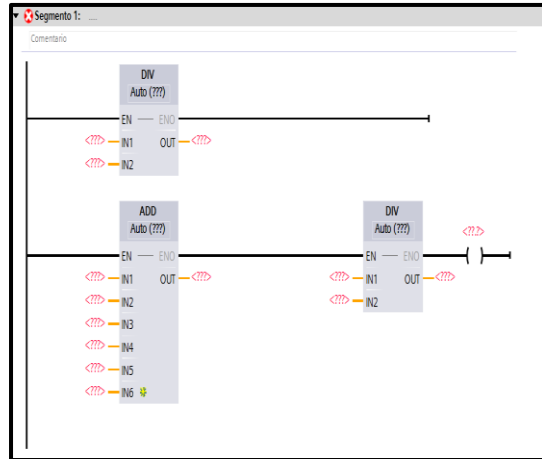 Segmento 1: ....
Comentario
DIV
Auto (???)
EN ENO
<???> IN1 OUT <???>
<???> IN2
ADD
Auto (???)
EN ENO
<???> IN1 OUT <???>
<???> IN2
<???> IN3
<???> IN4
<???> IN5
<???> IN6
DIV
Auto (???)
EN ENO
<???> IN1 OUT <???>
<???> IN2
<??.?>
( )